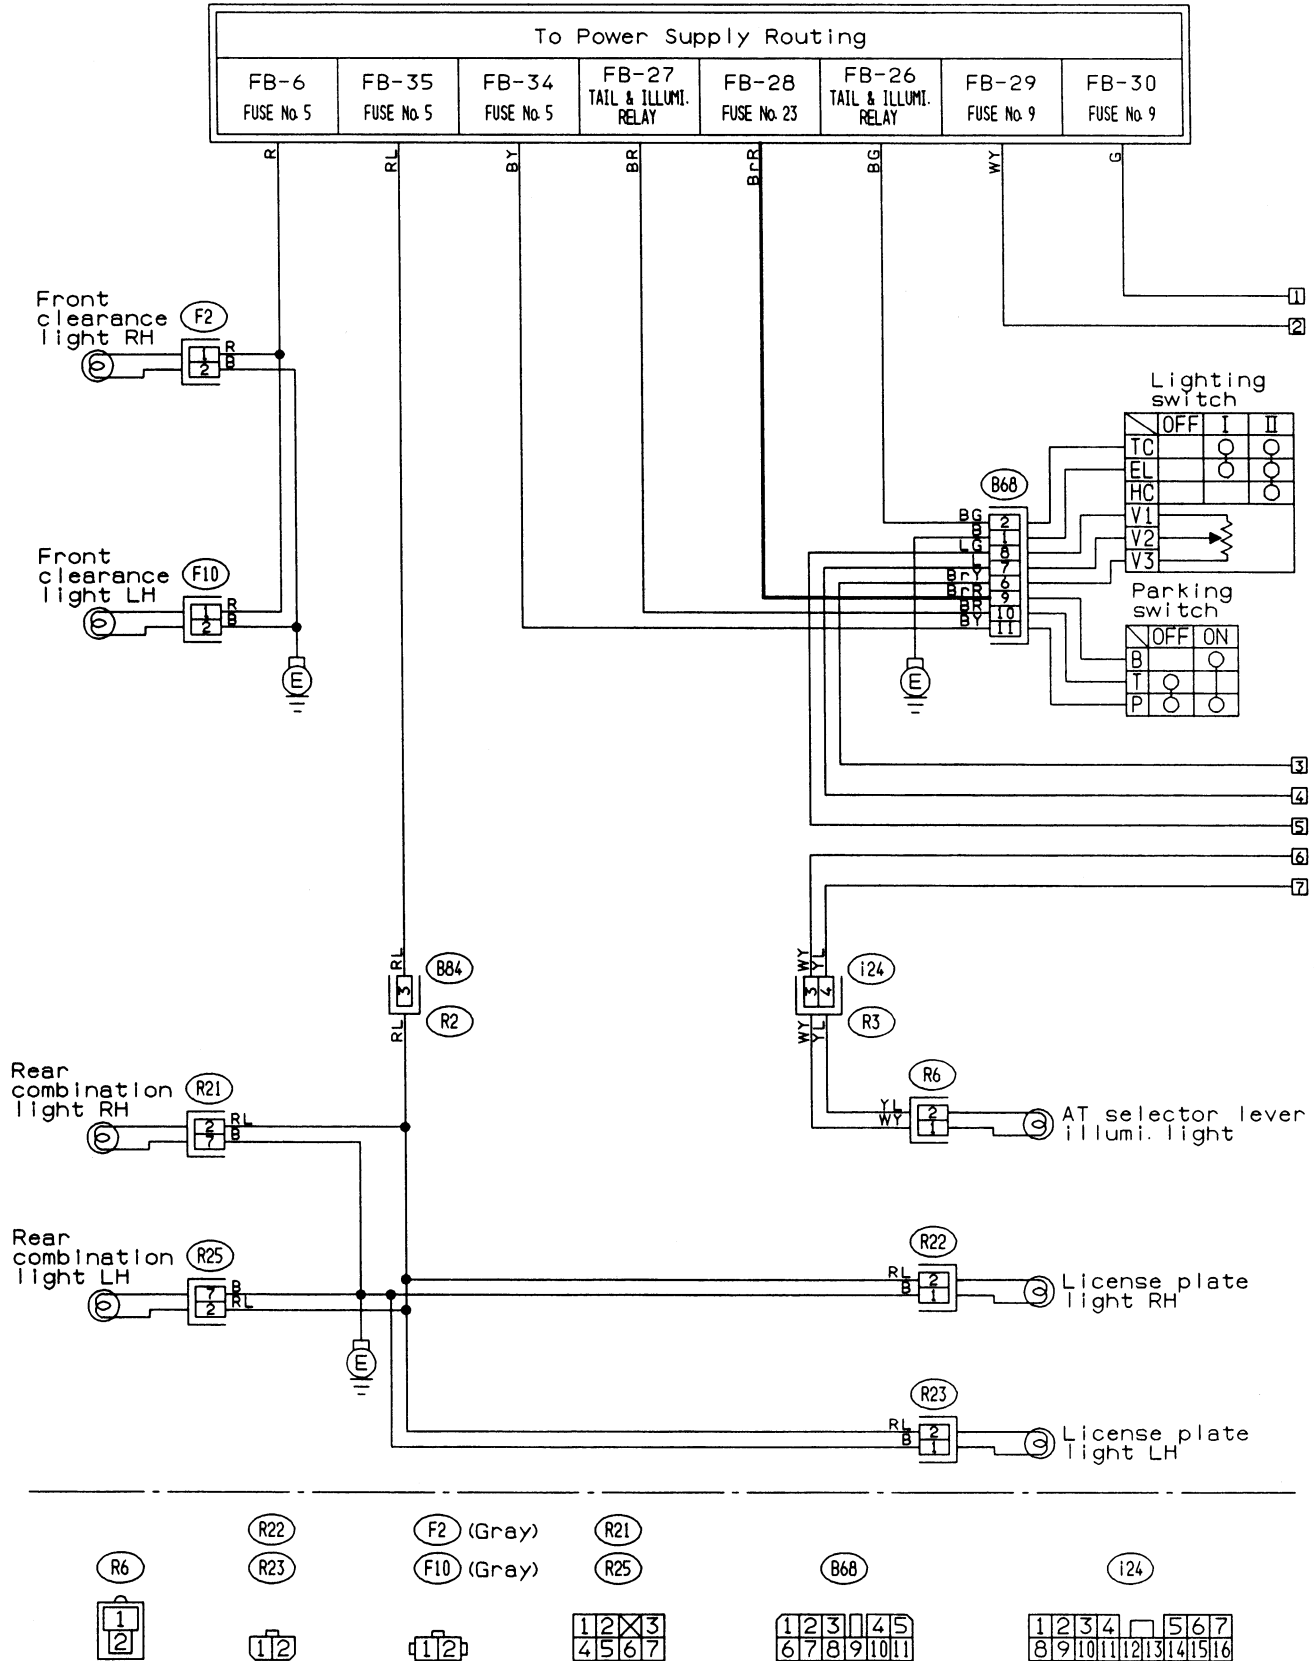 To Power Supply Routing
FB-6 FB-35 FB-34 FB-27 FB-28 FB-26 FB-29 FB-30
FUSE No. 5 FUSE No. 5 FUSE No. 5 TAIL & ILLUMI. RELAY FUSE No. 23 TAIL & ILLUMI. RELAY FUSE No. 9 FUSE No. 9
R RL BY BR BrR BG WY G
1
2
Front
clearance
light RH
F2
1 R
2 B
Lighting
switch
OFF I II
TC
EL
HC
V1
V2
V3
B68
BG 2
B 1
LG 8
L 7
BrY 6
BrR 9
BR 10
BY 11
Front
clearance
light LH
F10
1 R
2 B
E
E
Parking
switch
OFF ON
B
T
P
3
4
5
6
7
RL
B84
3
R2
RL
WY YL
i24
3 4
R3
WY YL
Rear
combination
light RH
R21
2 RL
7 B
R6
YL 2
WY 1
AT selector lever
illumi. light
Rear
combination
light LH
R25
7 B
2 RL
E
R22
RL 2
B 1
License plate
light RH
R23
RL 2
B 1
License plate
light LH
R6
1
2
R22
R23
1 2
F2 (Gray)
F10 (Gray)
1 2
R21
R25
1 2 3
4 5 6 7
B68
1 2 3 4 5
6 7 8 9 10 11
i24
1 2 3 4 5 6 7
8 9 10 11 12 13 14 15 16